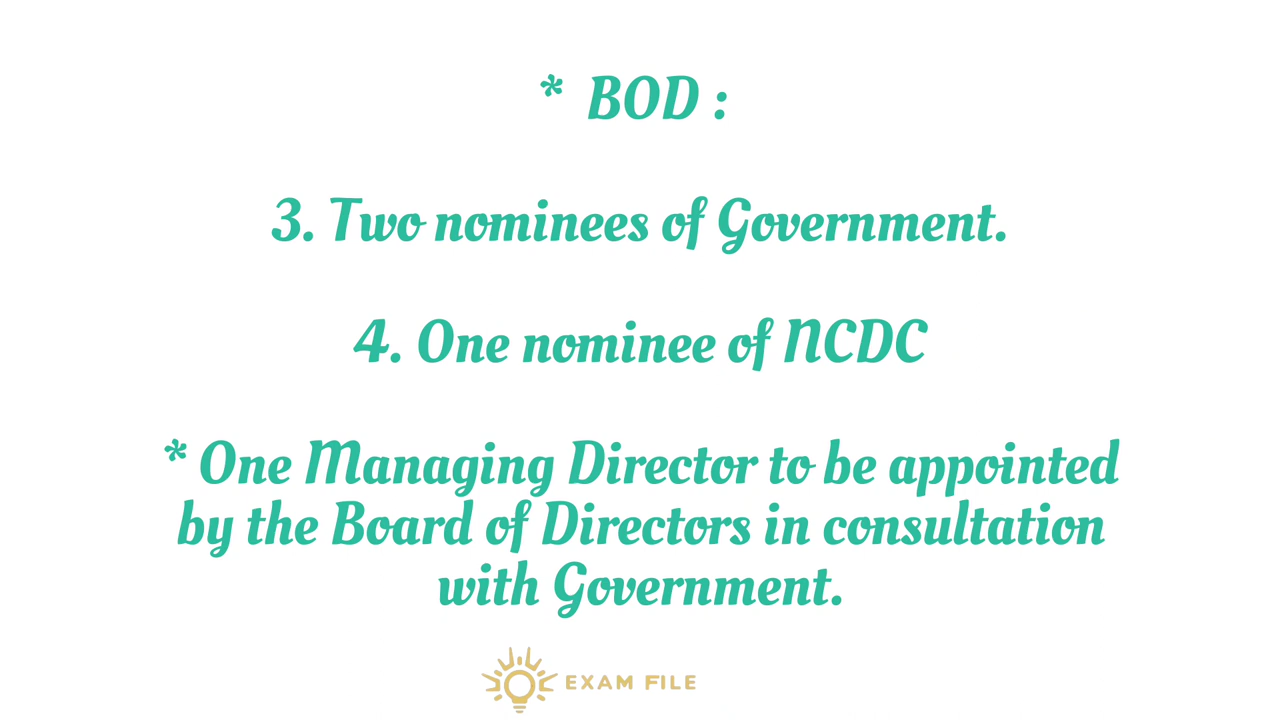 * BOD :
3. Two nominees of Government.
4. One nominee of NCDC
* One Managing Director to be appointed
by the Board of Directors in consultation
with Government.
EXAM FILE